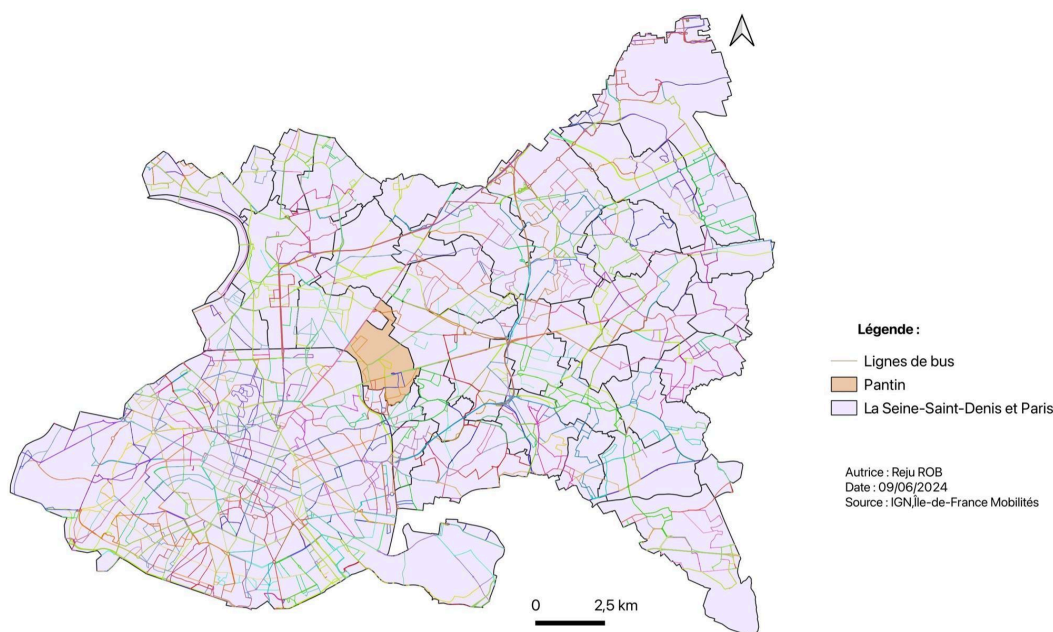 Légende :
Lignes de bus
Pantin
La Seine-Saint-Denis et Paris
Autrice : Reju ROB
Date : 09/06/2024
Source : IGN,Île-de-France Mobilités
0 2,5 km